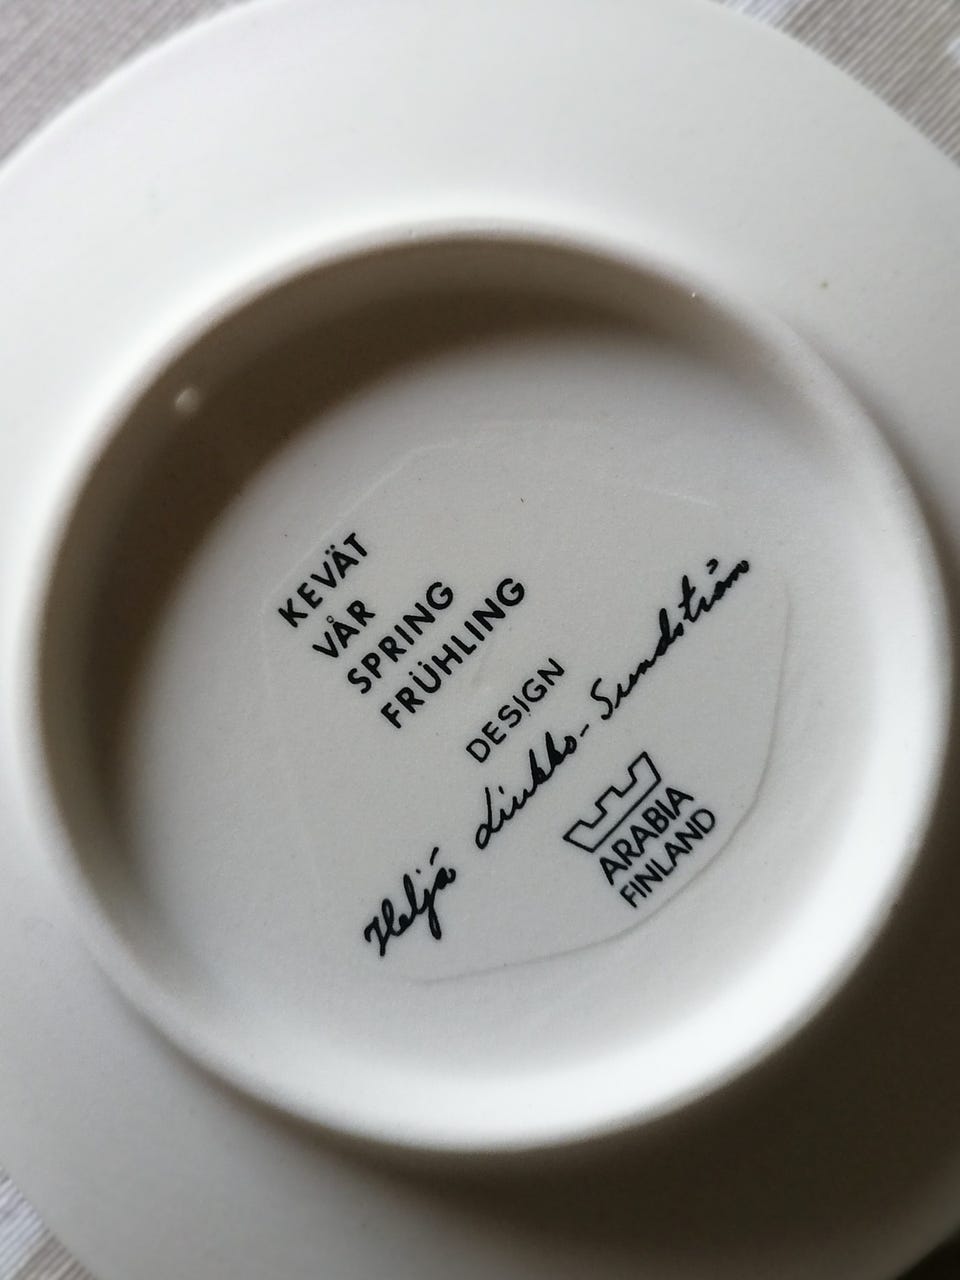 KEVÄT
VÅR
SPRING
FRÜHLING
DESIGN
Heljä Liukko-Sundström
ARABIA
FINLAND